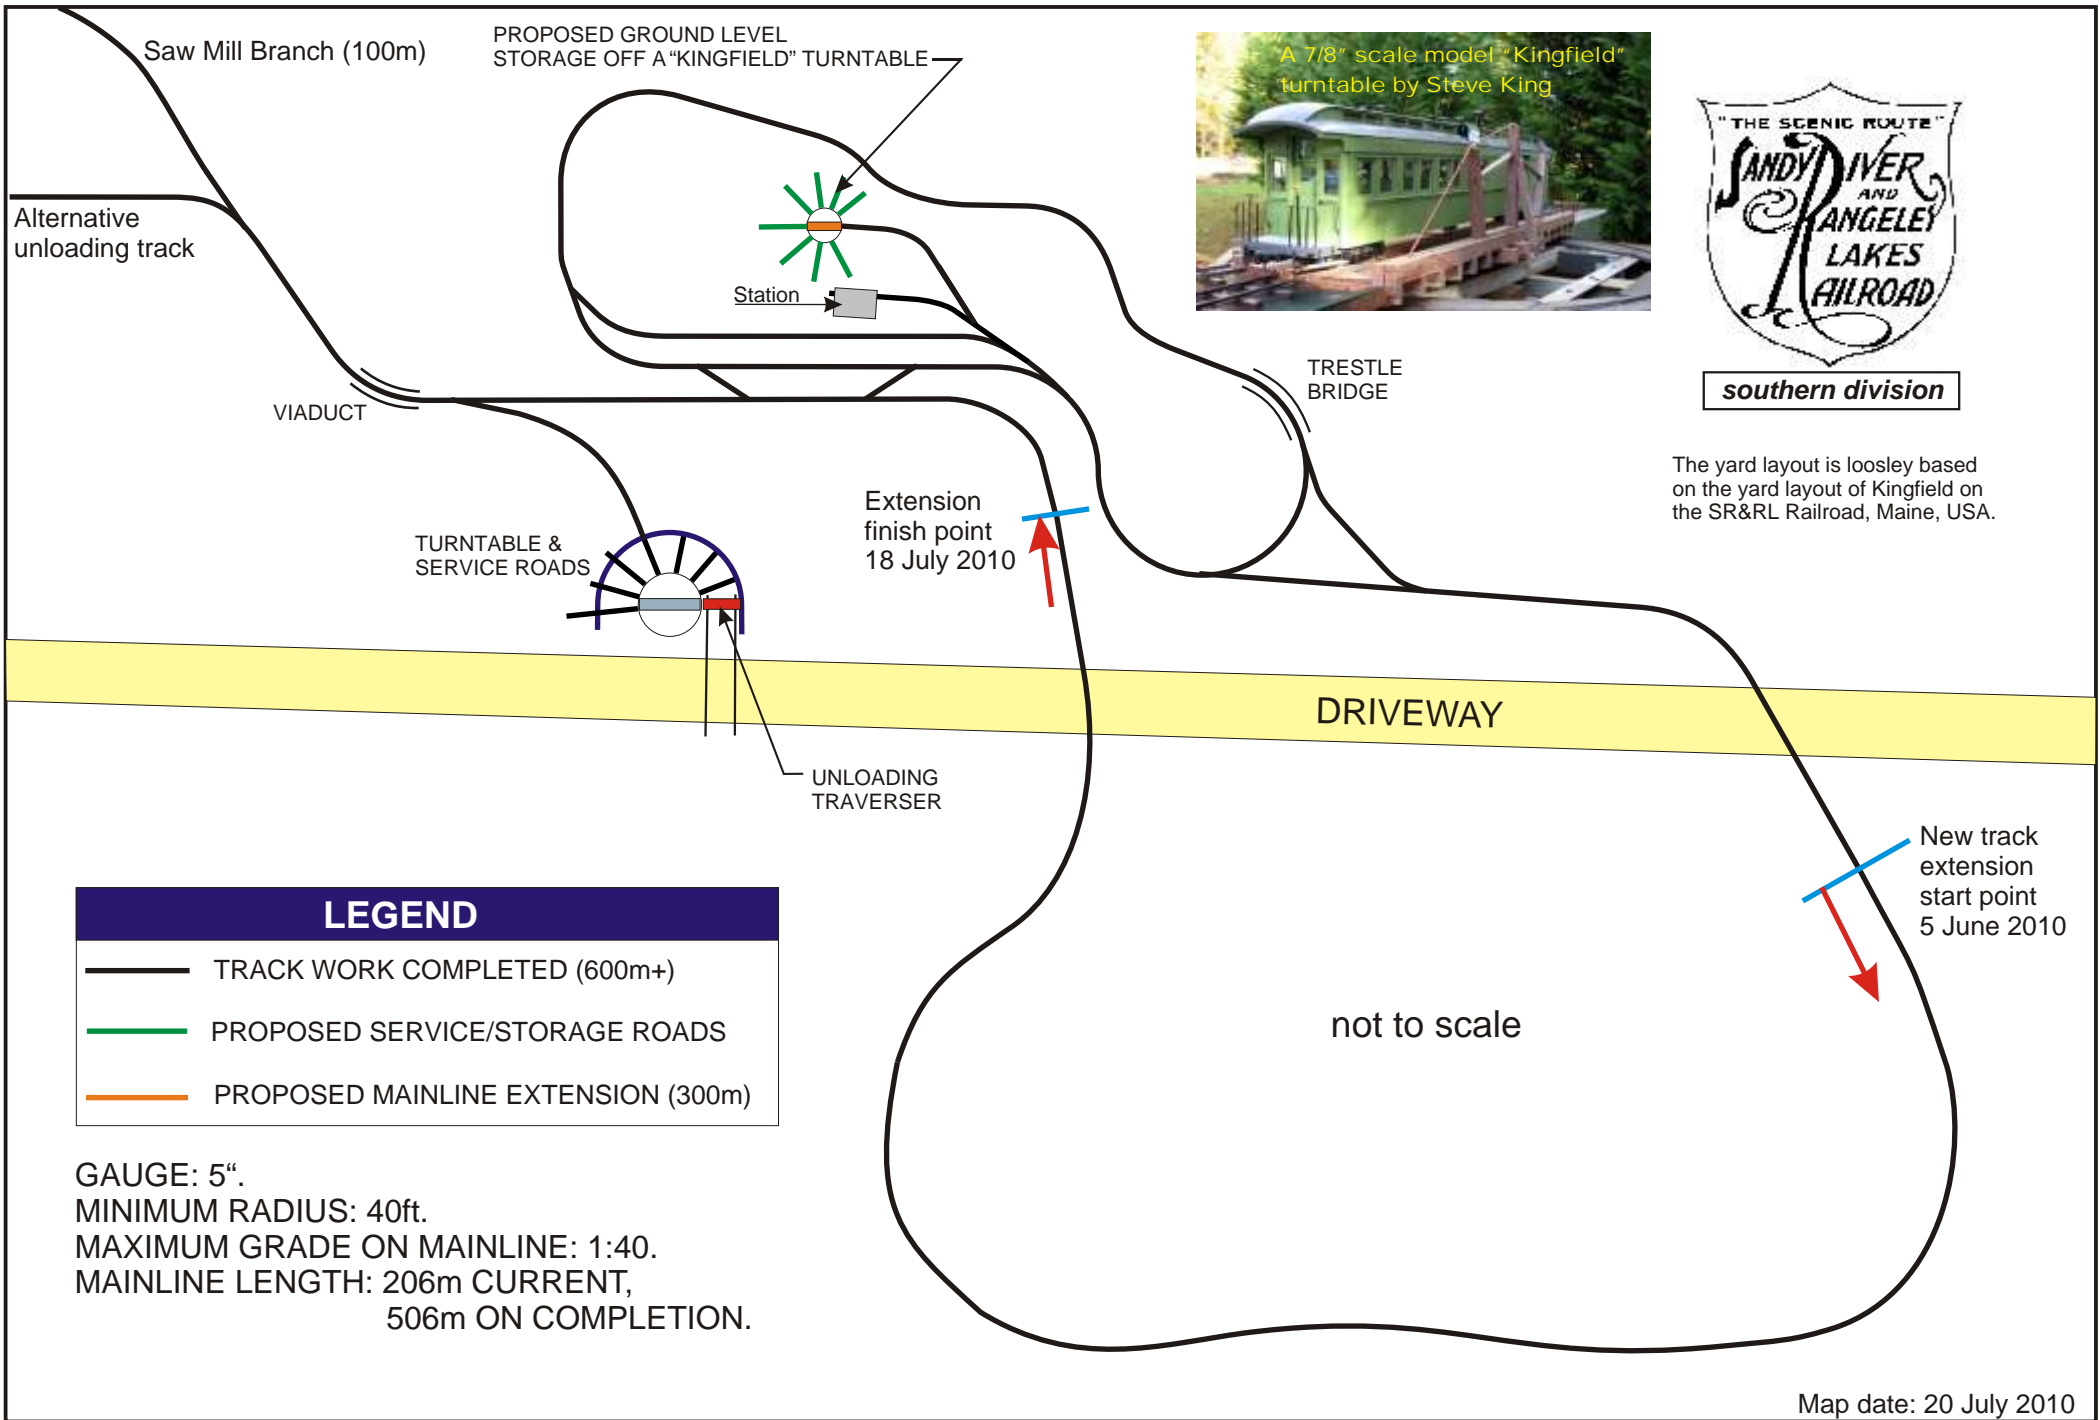 Saw Mill Branch (100m)
PROPOSED GROUND LEVEL
STORAGE OFF A “KINGFIELD” TURNTABLE
A 7/8" scale model "Kingfield"
turntable by Steve King
"THE SCENIC ROUTE"
SANDY RIVER
AND
RANGELEY
LAKES
RAILROAD
southern division
Alternative
unloading track
Station
VIADUCT
TRESTLE
BRIDGE
The yard layout is loosley based
on the yard layout of Kingfield on
the SR&RL Railroad, Maine, USA.
Extension
finish point
18 July 2010
TURNTABLE &
SERVICE ROADS
DRIVEWAY
UNLOADING
TRAVERSER
New track
extension
start point
5 June 2010
LEGEND
TRACK WORK COMPLETED (600m+)
PROPOSED SERVICE/STORAGE ROADS
PROPOSED MAINLINE EXTENSION (300m)
not to scale
GAUGE: 5“.
MINIMUM RADIUS: 40ft.
MAXIMUM GRADE ON MAINLINE: 1:40.
MAINLINE LENGTH: 206m CURRENT,
506m ON COMPLETION.
Map date: 20 July 2010